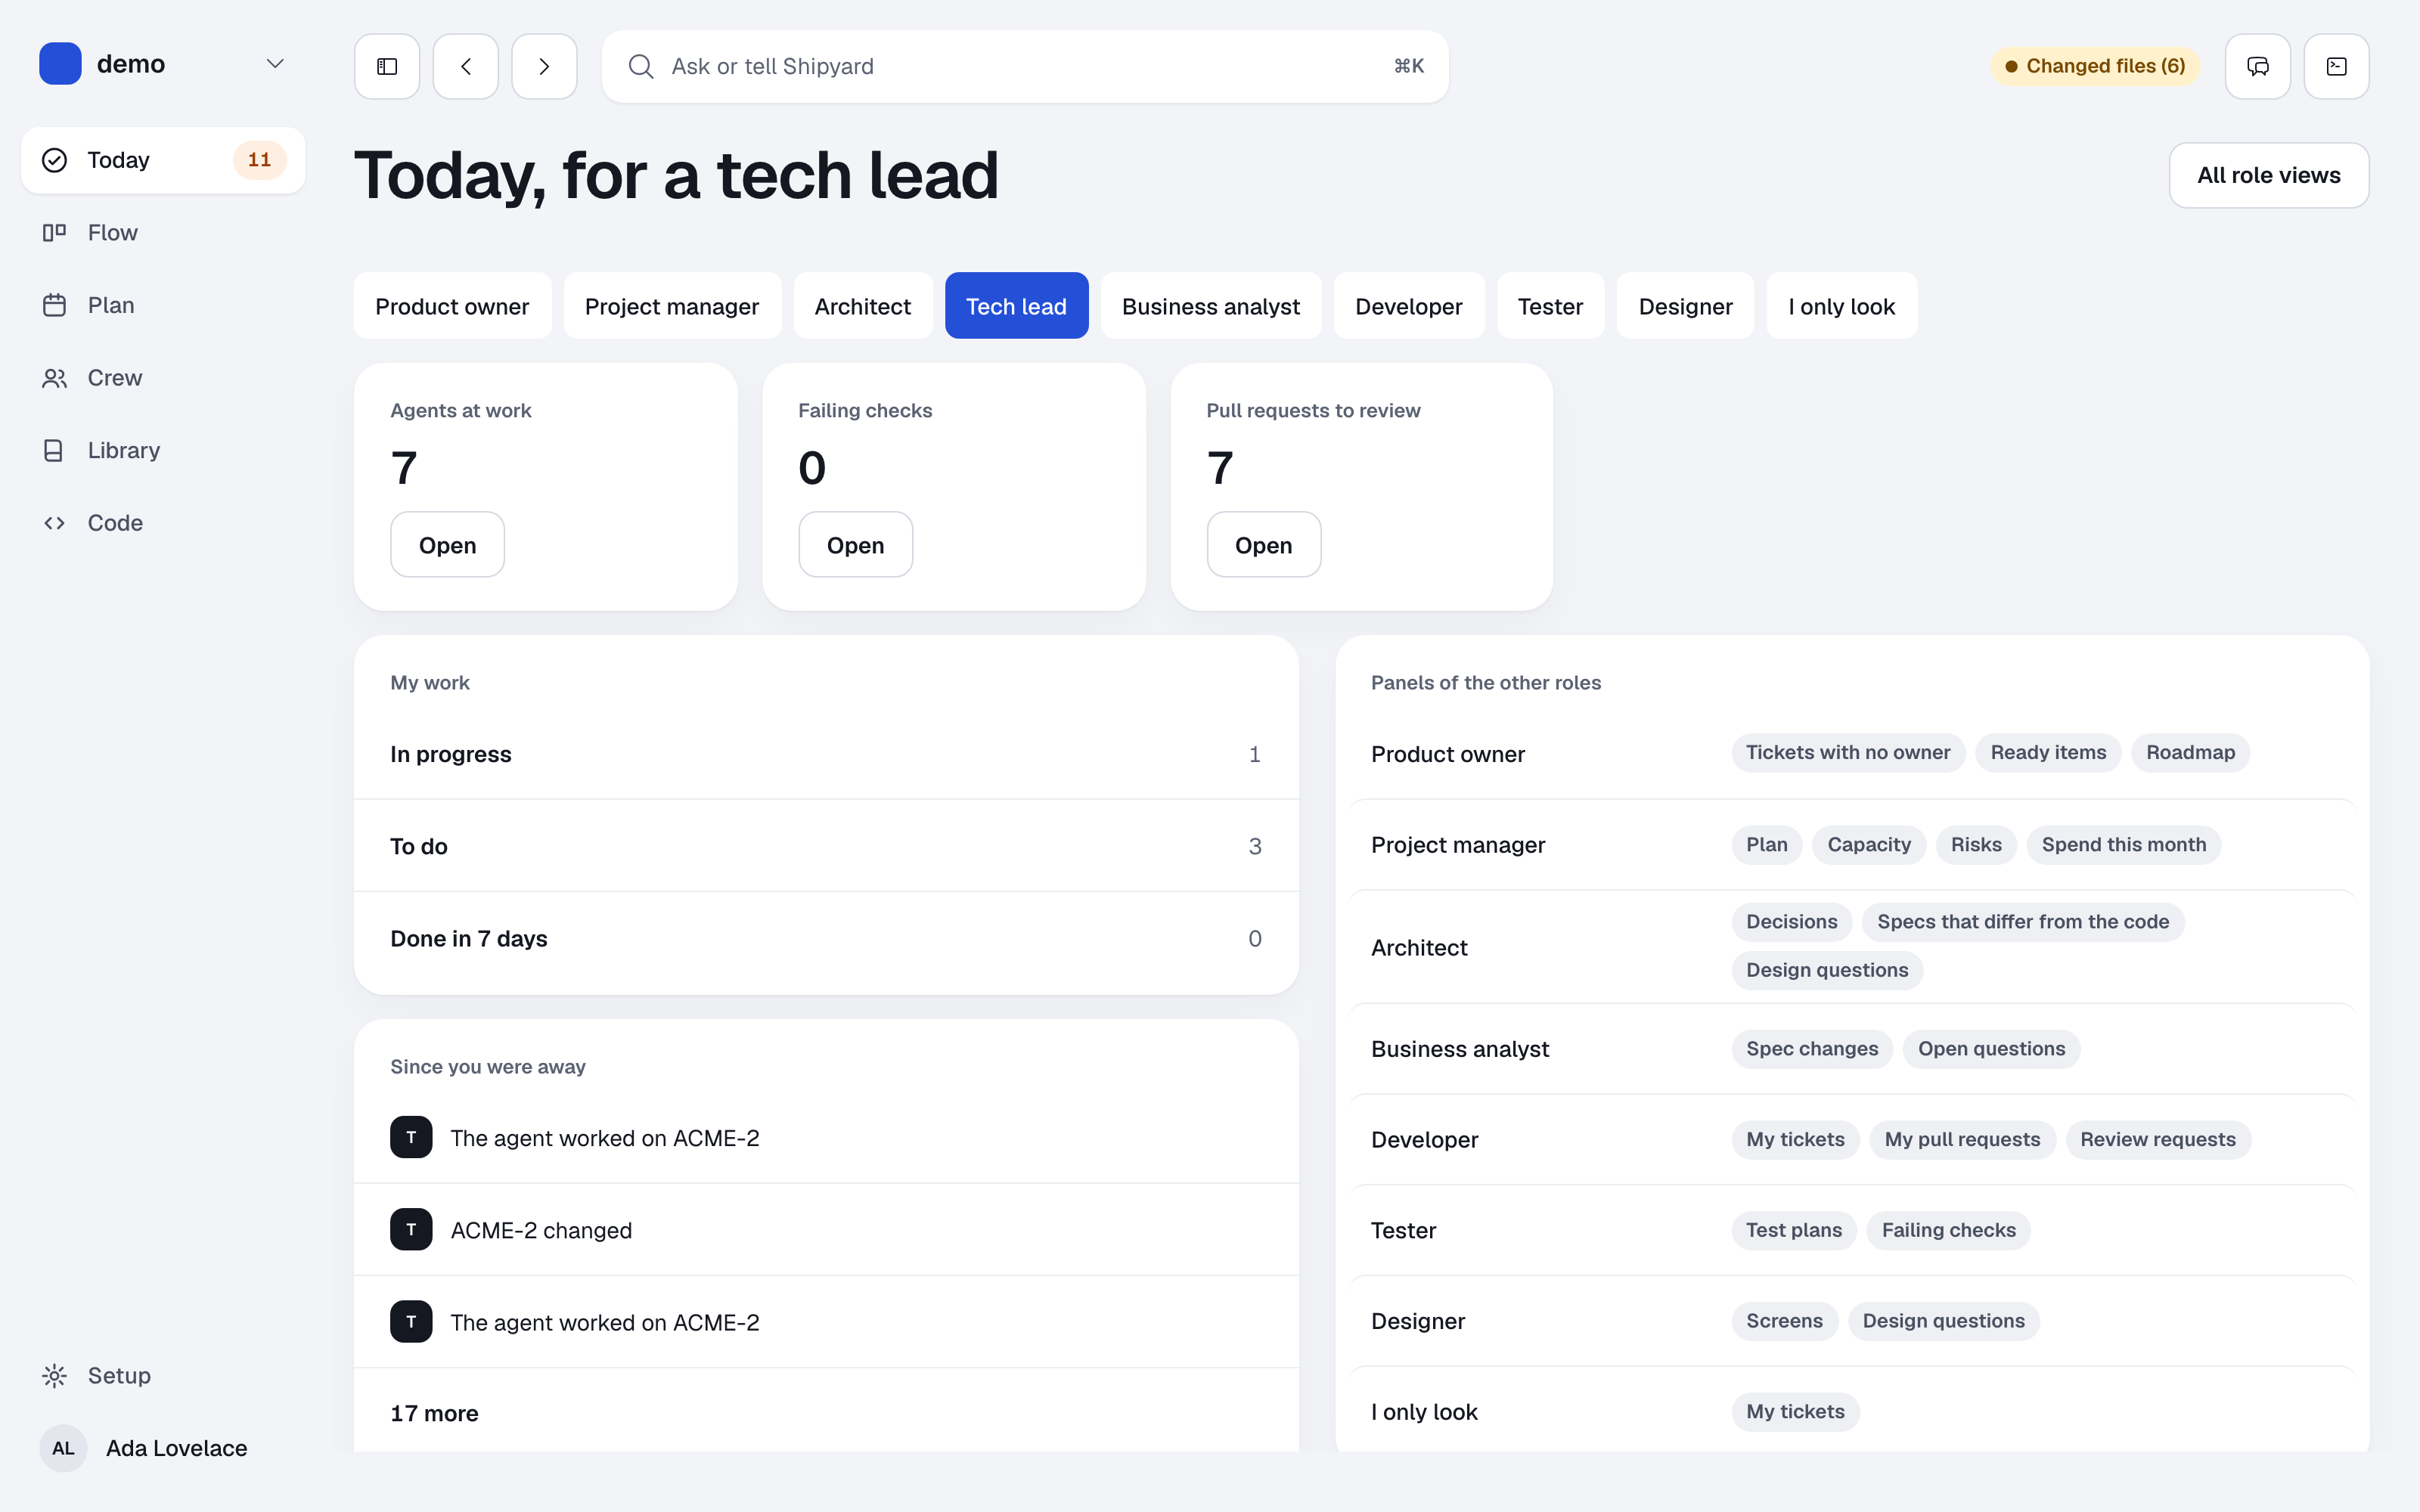 demo
Ask or tell Shipyard
⌘K
Changed files (6)
Today
11
Flow
Plan
Crew
Library
Code
Setup
AL
Ada Lovelace
Today, for a tech lead
All role views
Product owner
Project manager
Architect
Tech lead
Business analyst
Developer
Tester
Designer
I only look
Agents at work
7
Open
Failing checks
0
Open
Pull requests to review
7
Open
My work
In progress
1
To do
3
Done in 7 days
0
Since you were away
T
The agent worked on ACME-2
T
ACME-2 changed
T
The agent worked on ACME-2
17 more
Panels of the other roles
Product owner
Tickets with no owner
Ready items
Roadmap
Project manager
Plan
Capacity
Risks
Spend this month
Architect
Decisions
Specs that differ from the code
Design questions
Business analyst
Spec changes
Open questions
Developer
My tickets
My pull requests
Review requests
Tester
Test plans
Failing checks
Designer
Screens
Design questions
I only look
My tickets